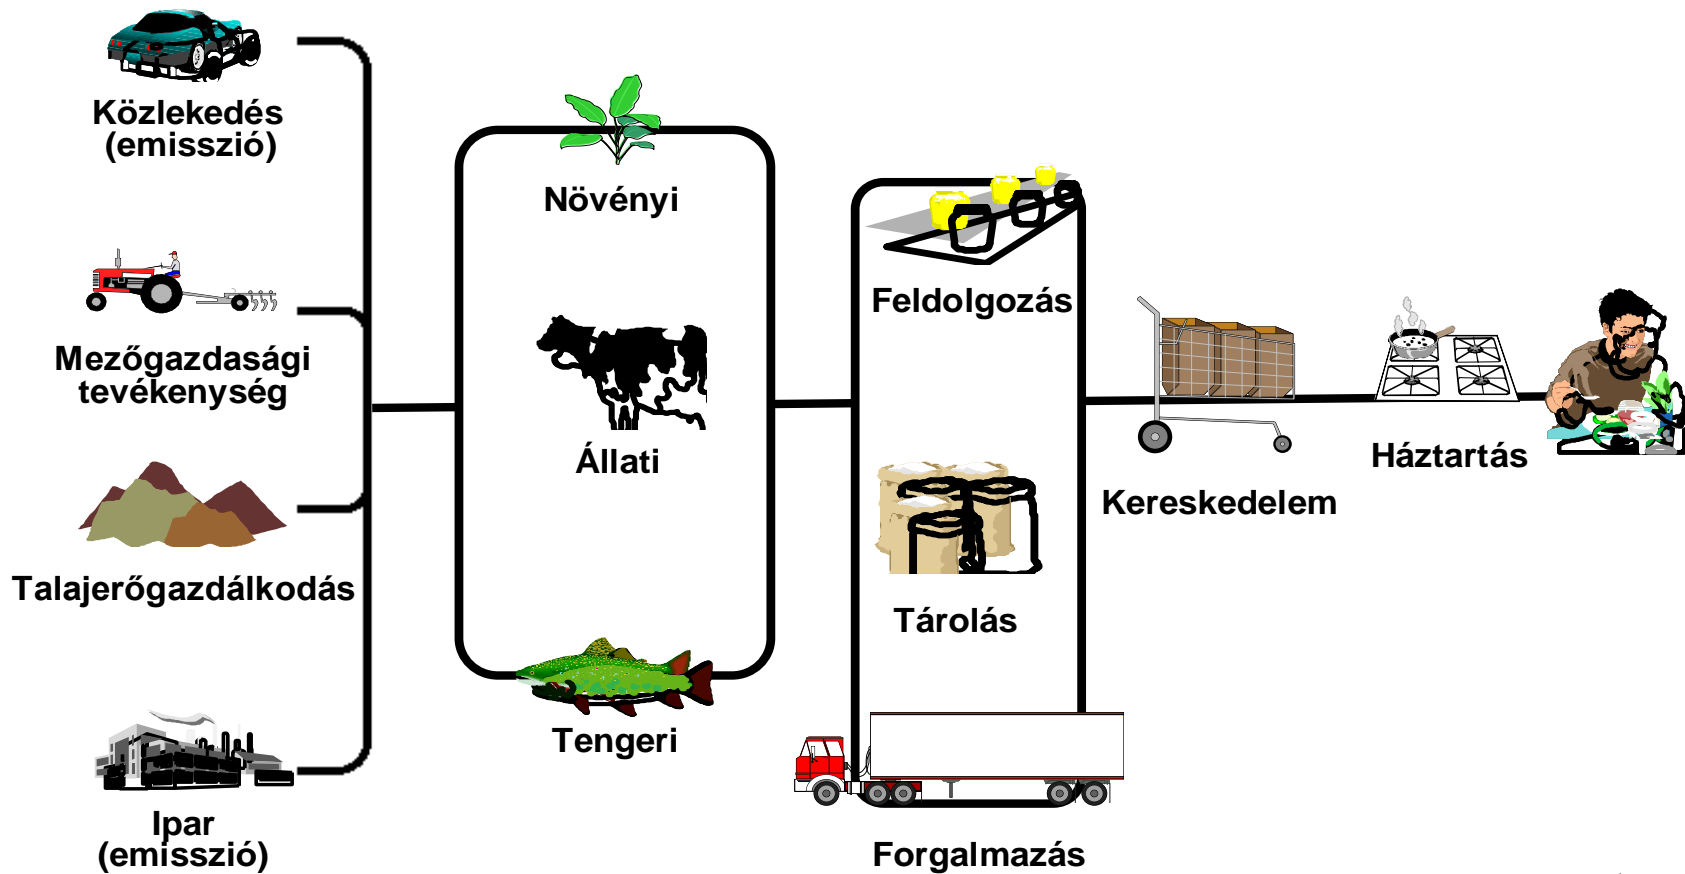 Közlekedés
(emisszió)
Mezőgazdasági
tevékenység
Talajerőgazdálkodás
Ipar
(emisszió)
Növényi
Állati
Tengeri
Feldolgozás
Tárolás
Forgalmazás
Kereskedelem
Háztartás